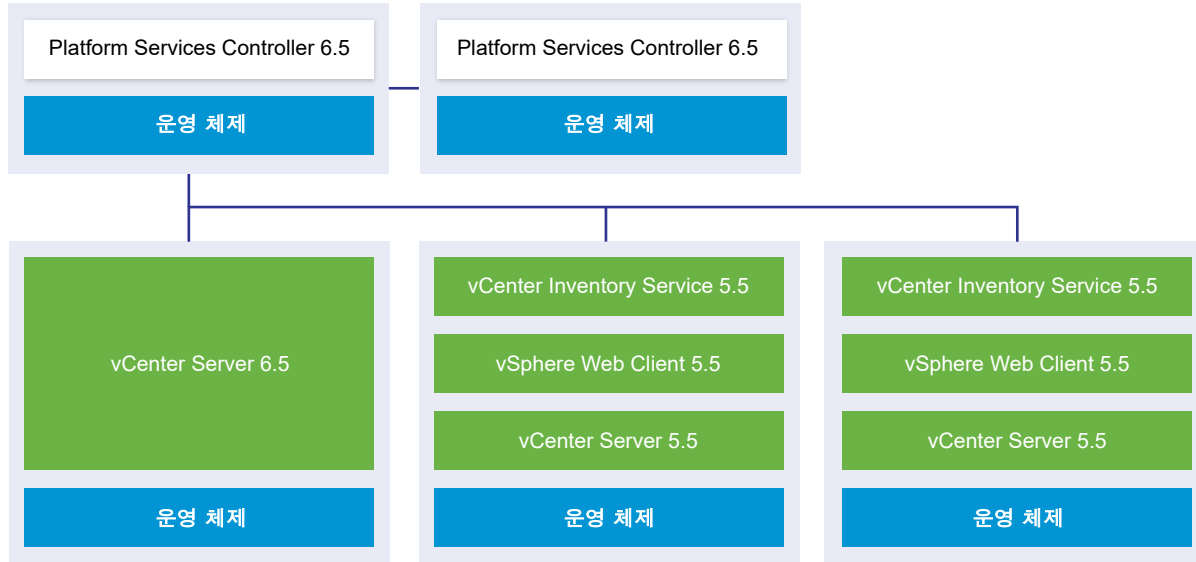 Platform Services Controller 6.5
운영 체제
Platform Services Controller 6.5
운영 체제
vCenter Server 6.5
운영 체제
vCenter Inventory Service 5.5
vSphere Web Client 5.5
vCenter Server 5.5
운영 체제
vCenter Inventory Service 5.5
vSphere Web Client 5.5
vCenter Server 5.5
운영 체제